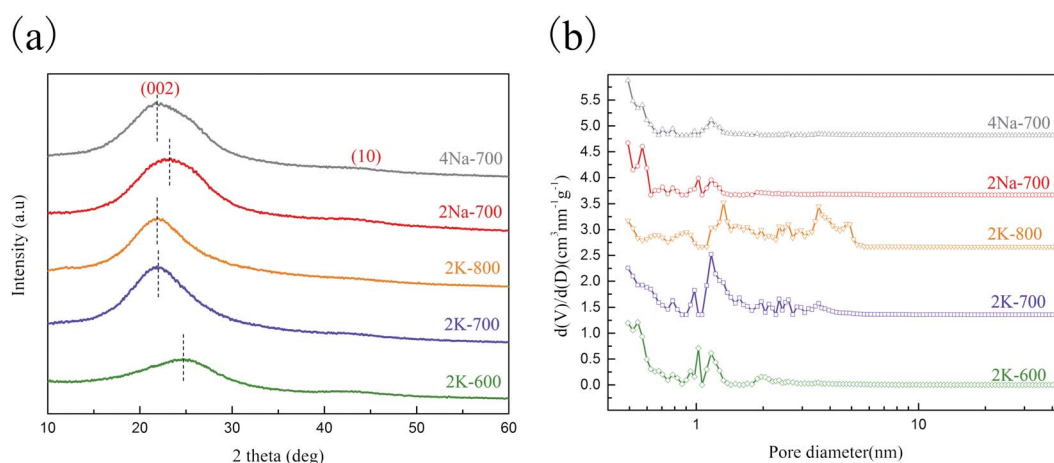 (a)
(002)
(10)
4Na-700
2Na-700
2K-800
2K-700
2K-600
Intensity (a.u)
10 20 30 40 50 60
2 theta (deg)
(b)
5.5
5.0
4.5
4.0
3.5
3.0
2.5
2.0
1.5
1.0
0.5
0.0
4Na-700
2Na-700
2K-800
2K-700
2K-600
d(V)/d(D)(cm³nm⁻¹g⁻¹)
1 10
Pore diameter(nm)